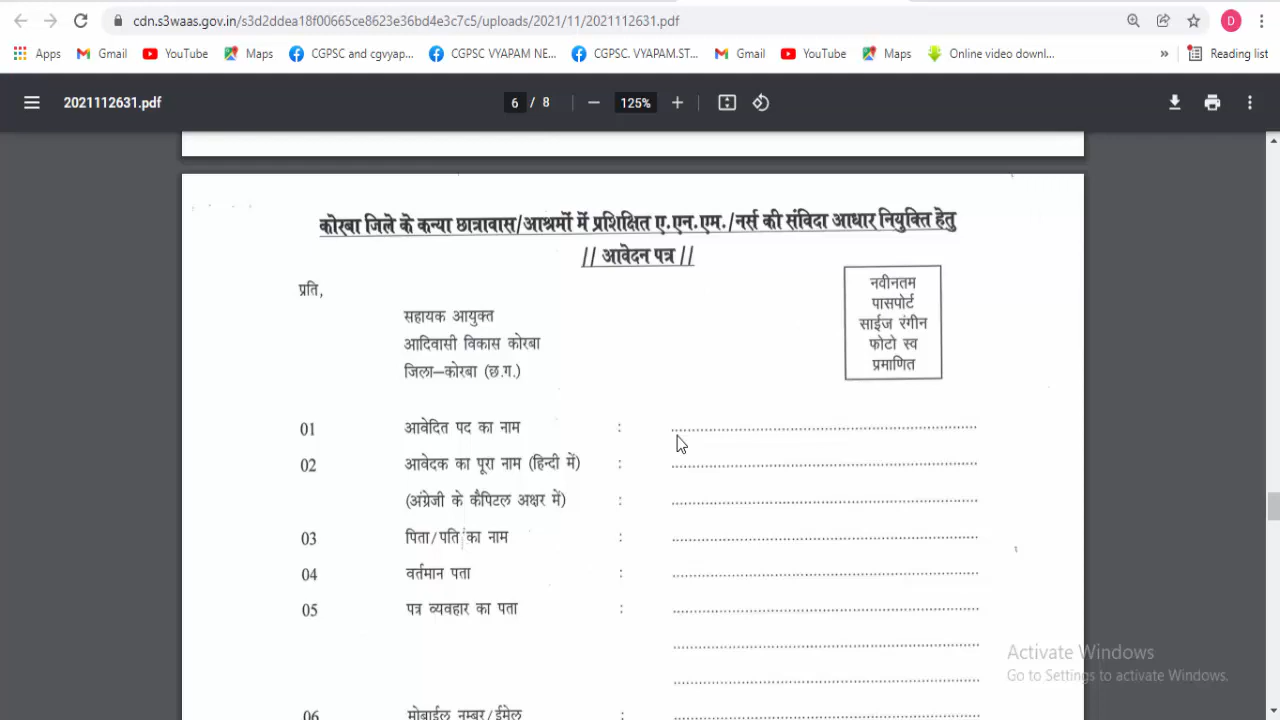 cdn.s3waas.gov.in/s3d2ddea18f00665ce8623e36bd4e3c7c5/uploads/2021/11/2021112631.pdf
D
Apps Gmail YouTube Maps CGPSC and cgvyap... CGPSC VYAPAM NE... CGPSC. VYAPAM.ST... Gmail YouTube Maps Online video downl... » Reading list
2021112631.pdf 6 / 8 125%
कोरबा जिले के कन्या छात्रावास/आश्रमों में प्रशिक्षित ए.एन.एम./नर्स की संविदा आधार नियुक्ति हेतु
// आवेदन पत्र //
प्रति,
सहायक आयुक्त
आदिवासी विकास कोरबा
जिला–कोरबा (छ.ग.)
नवीनतम
पासपोर्ट
साईज रंगीन
फोटो स्व
प्रमाणित
01 आवेदित पद का नाम :
02 आवेदक का पूरा नाम (हिन्दी में) :
(अंग्रेजी के कैपिटल अक्षर में) :
03 पिता/पति का नाम :
04 वर्तमान पता :
05 पत्र व्यवहार का पता :
06 मोबाईल नम्बर/ईमेल :
Activate Windows
Go to Settings to activate Windows.